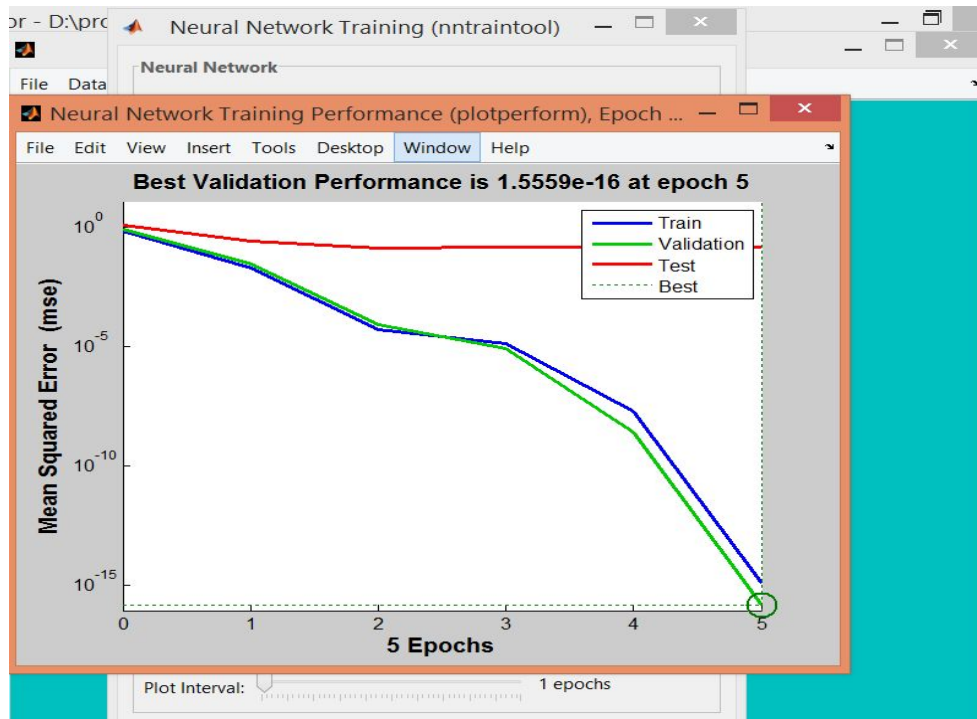 or - D:\pro
Neural Network Training (nntraintool)
Neural Network
File Data
Neural Network Training Performance (plotperform), Epoch ...
File Edit View Insert Tools Desktop Window Help
Best Validation Performance is 1.5559e-16 at epoch 5
Mean Squared Error (mse)
10^0
10^-5
10^-10
10^-15
Train
Validation
Test
Best
0 1 2 3 4 5
5 Epochs
Plot Interval: 1 epochs